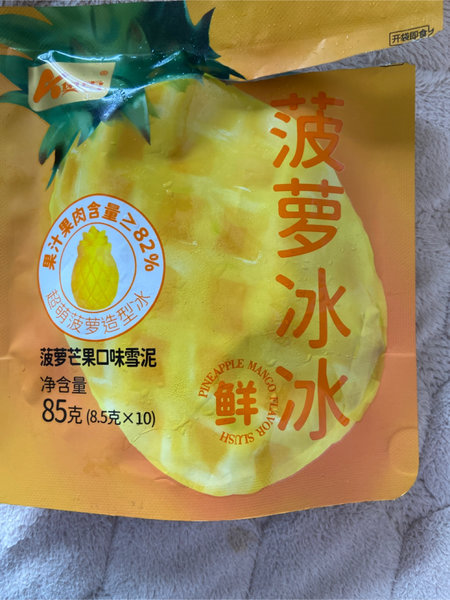 开袋即食
菠萝冰冰
果汁果肉含量≥82%
超萌菠萝造型冰
菠萝芒果口味雪泥
净含量
85克 (8.5克×10)
鲜
PINEAPPLE MANGO FLAVOR SLUSH